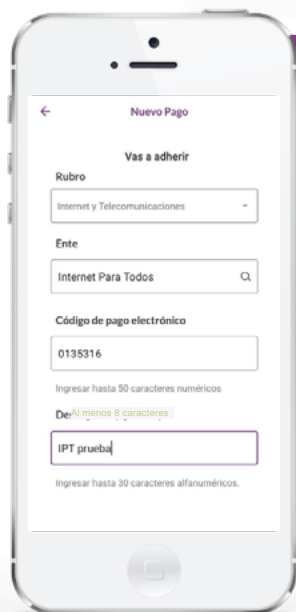 Nuevo Pago
Vas a adherir
Rubro
Internet y Telecomunicaciones
Ente
Internet Para Todos
Código de pago electrónico
0135316
Ingresar hasta 50 caracteres numéricos
Al menos 8 caracteres
IPT prueba
Ingresar hasta 30 caracteres alfanuméricos.